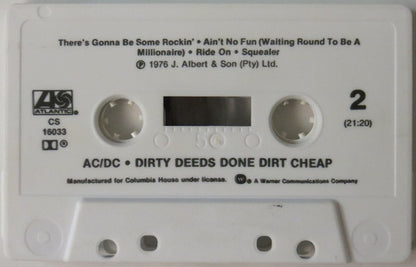 There's Gonna Be Some Rockin' • Ain't No Fun (Waiting Round To Be A
Millionaire) • Ride On • Squealer
℗ 1976 J. Albert & Son (Pty) Ltd.
ATLANTIC
CS
16033
2
(21:20)
50
AC/DC • DIRTY DEEDS DONE DIRT CHEAP
Manufactured for Columbia House under license.
A Warner Communications Company